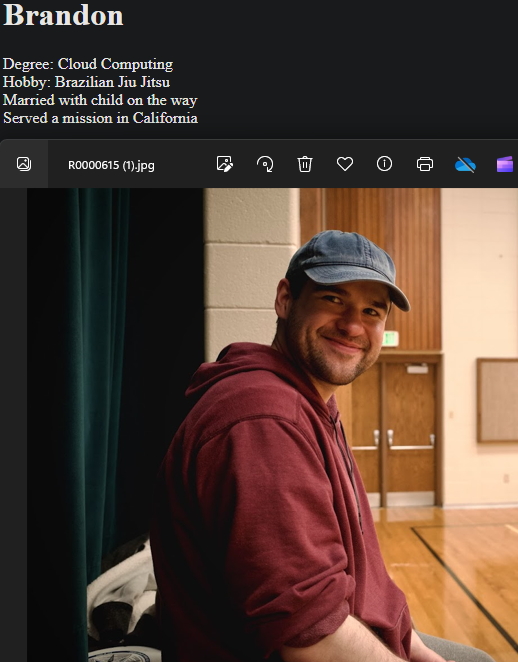 Brandon
Degree: Cloud Computing
Hobby: Brazilian Jiu Jitsu
Married with child on the way
Served a mission in California
R0000615 (1).jpg